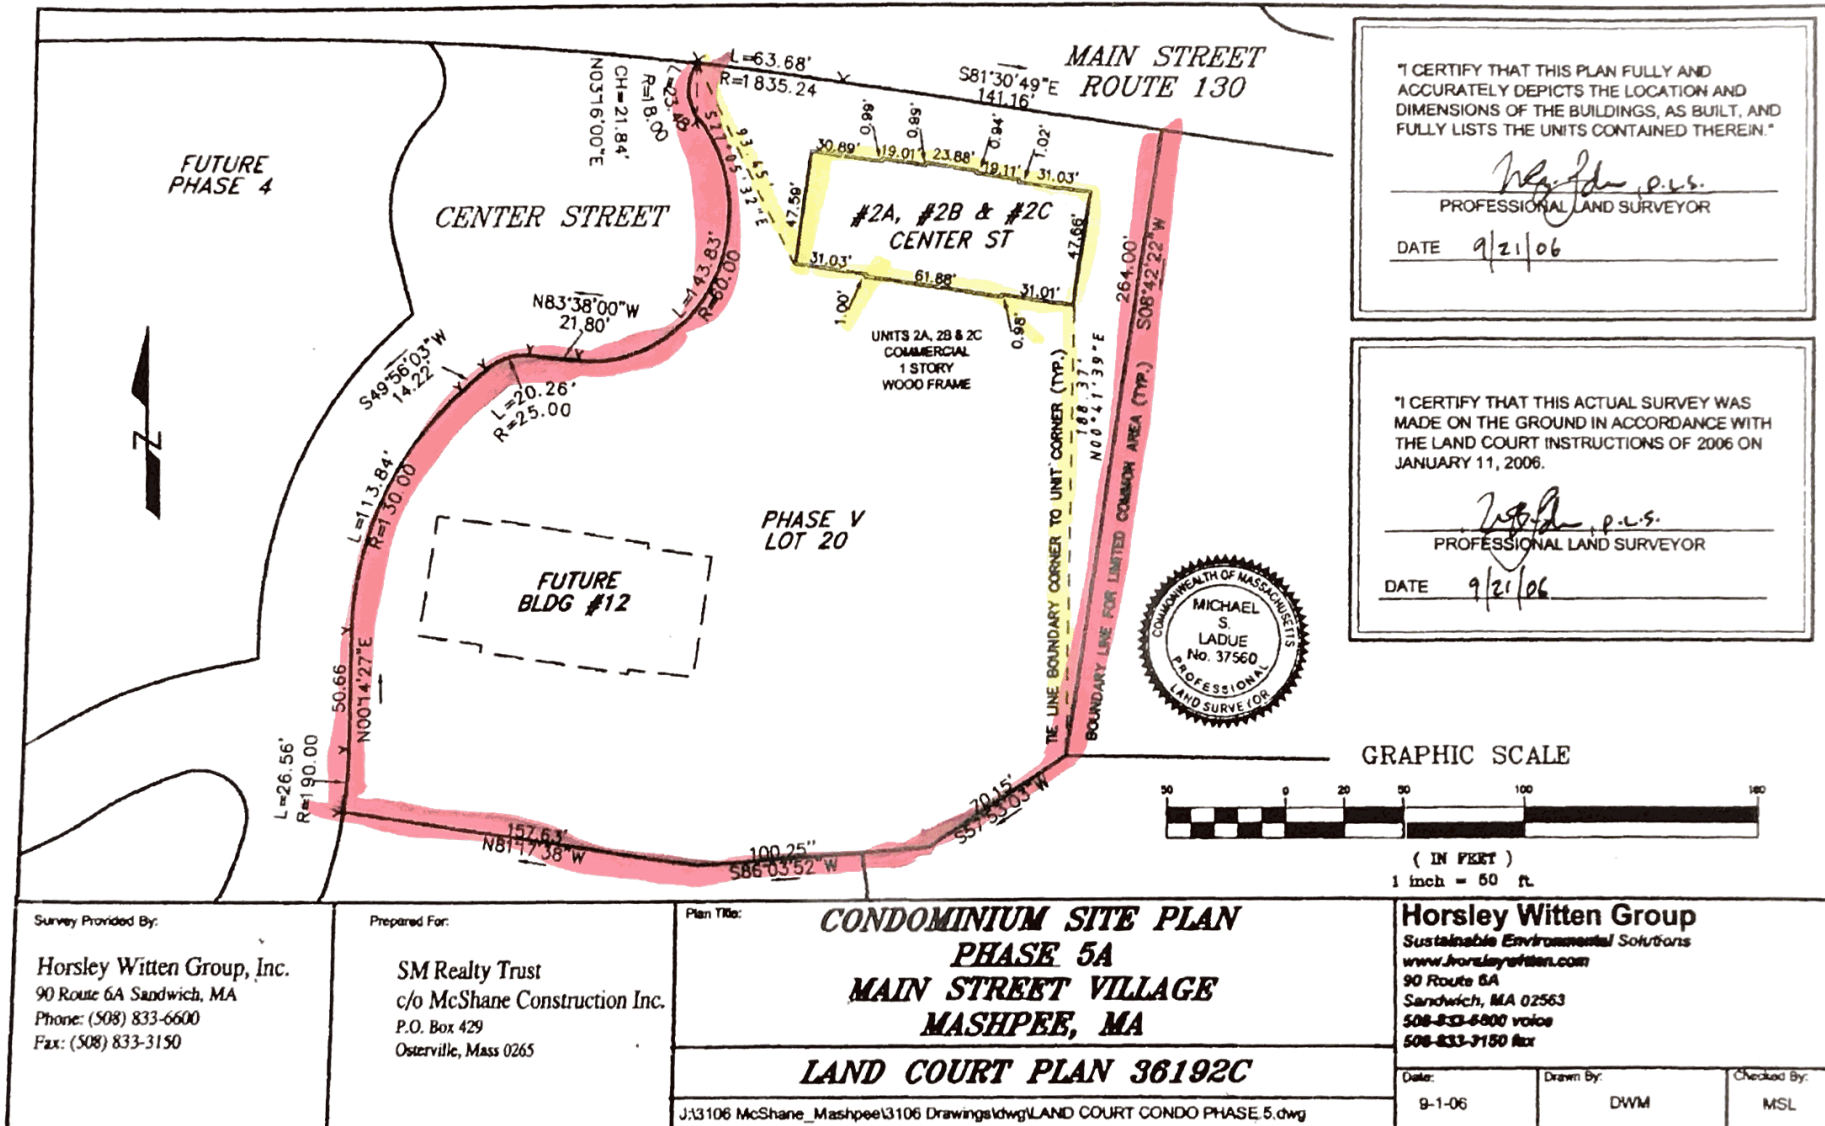 MAIN STREET
ROUTE 130
L=63.68'
R=1835.24
S81°30'49"E
141.16'
N03°16'00"E
CH=21.84'
R=18.00
L=23.48
93.45'
S27°05'32"E
FUTURE
PHASE 4
CENTER STREET
30.89'
0.99'
19.01'
0.89'
23.88'
0.94'
19.11'
1.02'
31.03'
47.59'
#2A, #2B & #2C
CENTER ST
47.66'
31.03'
61.88'
31.01'
1.00'
0.98'
UNITS 2A, 2B & 2C
COMMERCIAL
1 STORY
WOOD FRAME
L=143.83'
R=60.00
N83°38'00"W
21.80'
S49°56'03"W
14.22'
L=20.26'
R=25.00
L=113.84'
R=130.00
N
PHASE V
LOT 20
FUTURE
BLDG #12
50.66
N00°14'27"E
L=26.56'
R=190.00
157.63'
N81°17'38"W
100.25"
S86°03'52"W
70.15'
S57°53'03"W
TIE LINE BOUNDARY CORNER TO UNIT CORNER (TYP.)
188.37'
N00°41'39"E
BOUNDARY LINE FOR LIMITED COMMON AREA (TYP.)
264.00'
S08°42'22"W
"I CERTIFY THAT THIS PLAN FULLY AND
ACCURATELY DEPICTS THE LOCATION AND
DIMENSIONS OF THE BUILDINGS, AS BUILT, AND
FULLY LISTS THE UNITS CONTAINED THEREIN."
P.L.S.
PROFESSIONAL LAND SURVEYOR
DATE 9/21/06
"I CERTIFY THAT THIS ACTUAL SURVEY WAS
MADE ON THE GROUND IN ACCORDANCE WITH
THE LAND COURT INSTRUCTIONS OF 2006 ON
JANUARY 11, 2006.
P.L.S.
PROFESSIONAL LAND SURVEYOR
DATE 9/21/06
COMMONWEALTH OF MASSACHUSETTS
MICHAEL
S.
LADUE
No. 37560
PROFESSIONAL
LAND SURVEYOR
GRAPHIC SCALE
50 0 20 50 100
( IN FEET )
1 inch = 50 ft.
Survey Provided By:
Horsley Witten Group, Inc.
90 Route 6A Sandwich, MA
Phone: (508) 833-6600
Fax: (508) 833-3150
Prepared For:
SM Realty Trust
c/o McShane Construction Inc.
P.O. Box 429
Osterville, Mass 0265
Plan Title:
CONDOMINIUM SITE PLAN
PHASE 5A
MAIN STREET VILLAGE
MASHPEE, MA
LAND COURT PLAN 36192C
J:\3106 McShane_Mashpee\3106 Drawings\dwg\LAND COURT CONDO PHASE 5.dwg
Horsley Witten Group
Sustainable Environmental Solutions
www.horsleywitten.com
90 Route 6A
Sandwich, MA 02563
508-833-6600 voice
508-833-3150 fax
Date:
9-1-06
Drawn By:
DWM
Checked By:
MSL